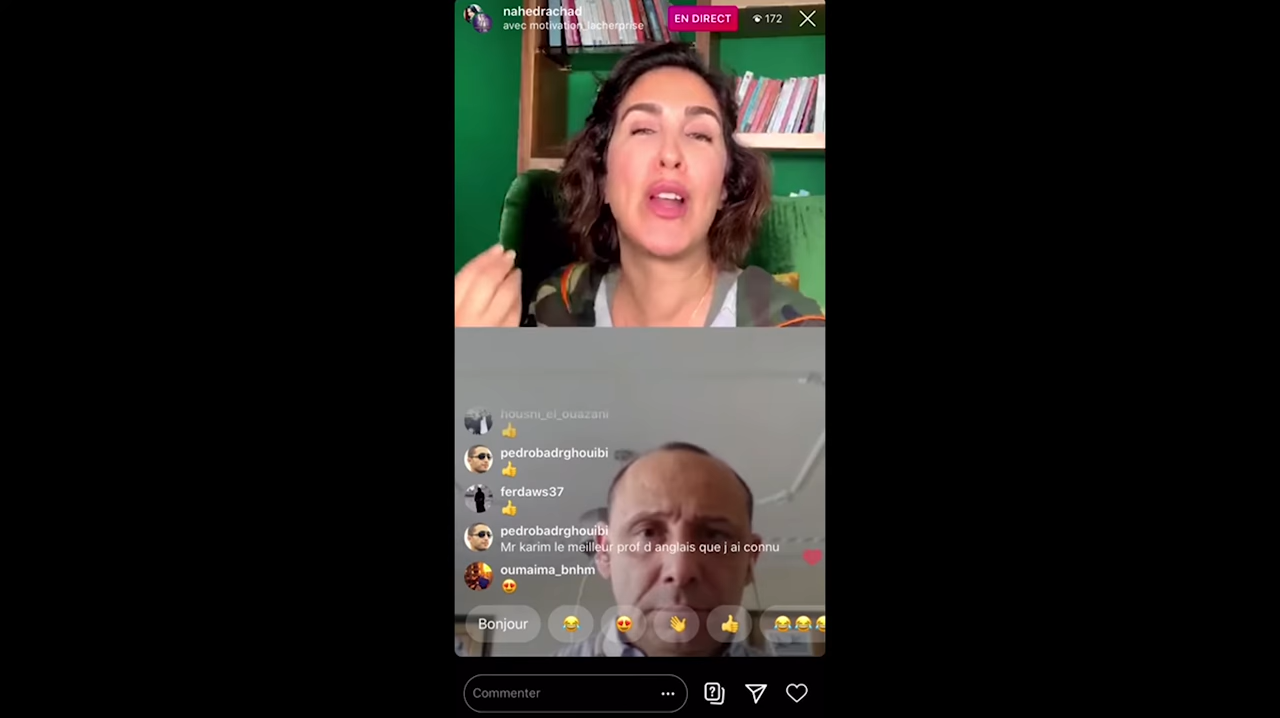 nahedrachad
avec motivation_lacherprise
EN DIRECT
172
housni_el_ouazani
👍
pedrobadrghouibi
👍
ferdaws37
👍
pedrobadrghouibi
Mr karim le meilleur prof d anglais que j ai connu
oumaima_bnhm
😍
Bonjour 😂 😍 👋 👍 😂😂😂
Commenter